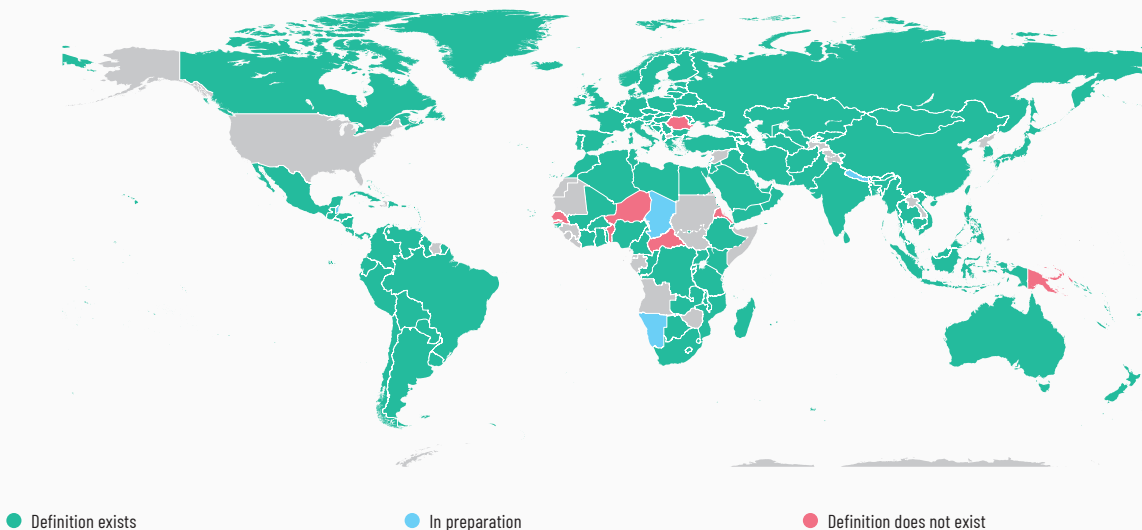 Definition exists
In preparation
Definition does not exist